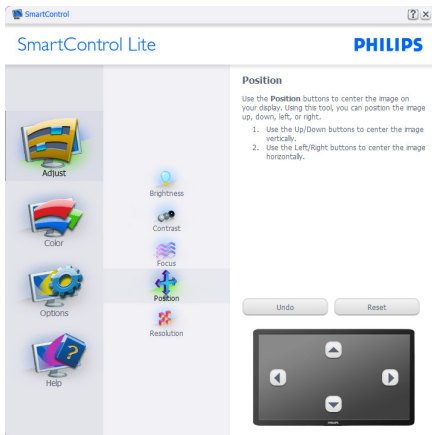 SmartControl
SmartControl Lite
PHILIPS
Adjust
Color
Options
Help
Brightness
Contrast
Focus
Position
Resolution
Position
Use the Position buttons to center the image on
your display. Using this tool, you can position the image
up, down, left, or right.
1. Use the Up/Down buttons to center the image
vertically.
2. Use the Left/Right buttons to center the image
horizontally.
Undo
Reset
PHILIPS